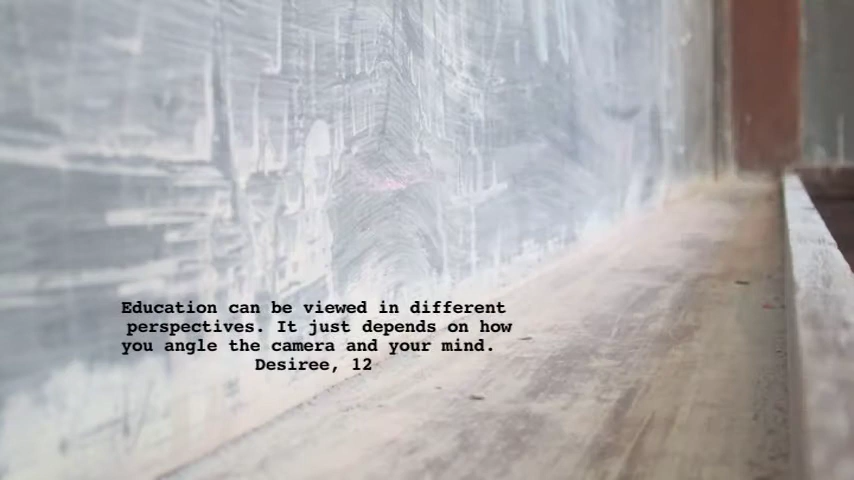 Education can be viewed in different
perspectives. It just depends on how
you angle the camera and your mind.
Desiree, 12